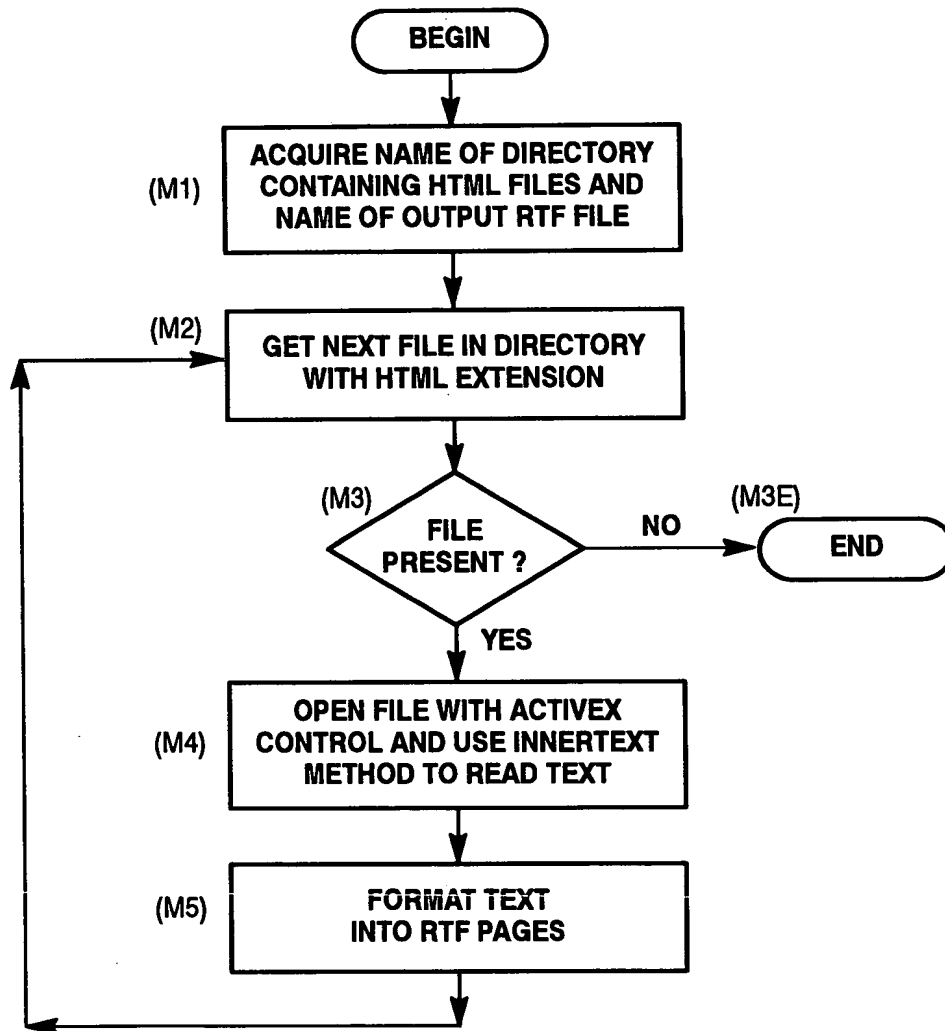 BEGIN
(M1)
ACQUIRE NAME OF DIRECTORY
CONTAINING HTML FILES AND
NAME OF OUTPUT RTF FILE
(M2)
GET NEXT FILE IN DIRECTORY
WITH HTML EXTENSION
(M3)
FILE
PRESENT ?
NO
(M3E)
END
YES
(M4)
OPEN FILE WITH ACTIVEX
CONTROL AND USE INNERTEXT
METHOD TO READ TEXT
(M5)
FORMAT TEXT
INTO RTF PAGES